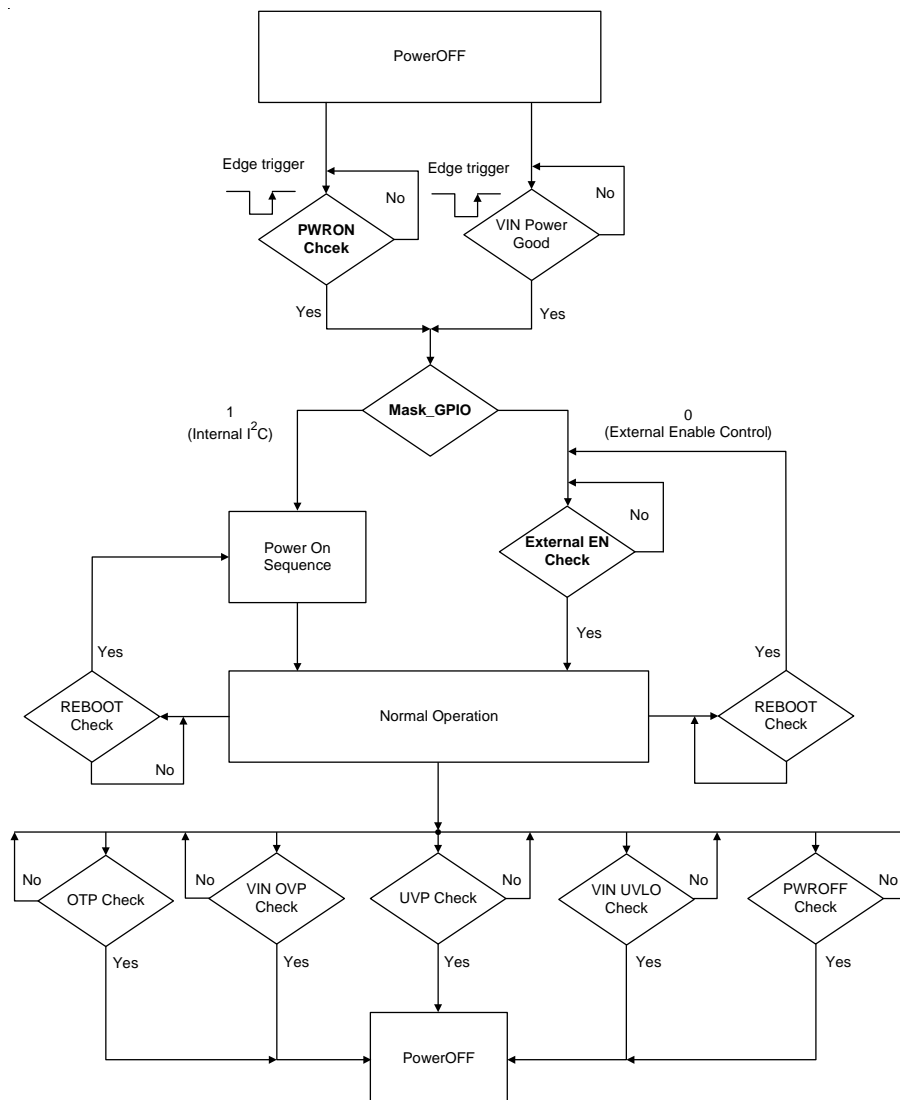 PowerOFF
Edge trigger
Edge trigger
No
No
PWRON
Chcek
VIN Power
Good
Yes
Yes
Mask_GPIO
1
(Internal I²C)
0
(External Enable Control)
No
Power On
Sequence
External EN
Check
Yes
Yes
Yes
REBOOT
Check
Normal Operation
REBOOT
Check
No
No
OTP Check
No
VIN OVP
Check
UVP Check
No
VIN UVLO
Check
No
PWROFF
Check
No
Yes
Yes
Yes
Yes
Yes
PowerOFF